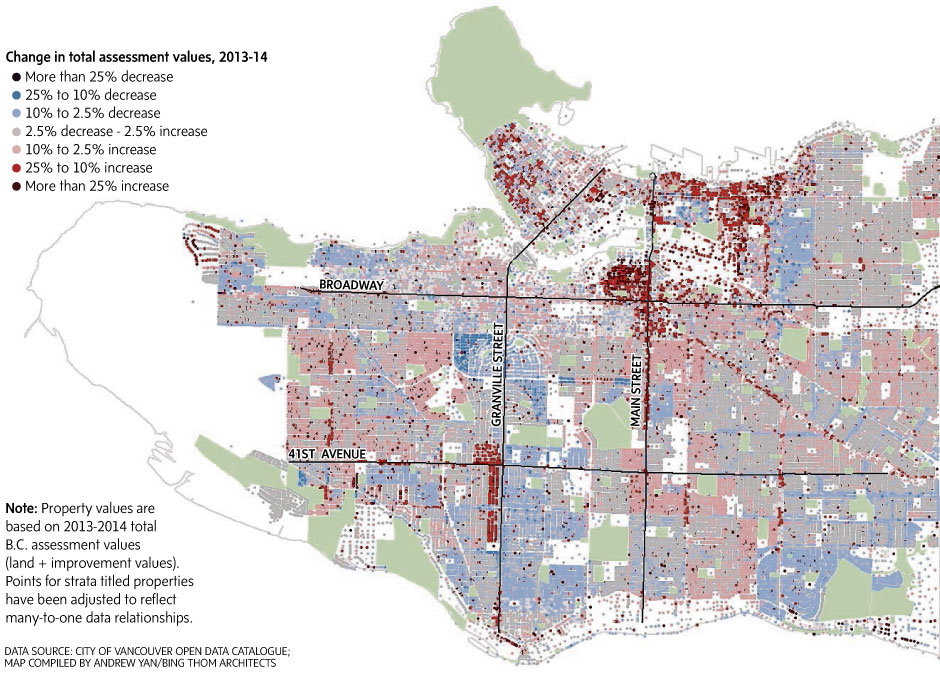 Change in total assessment values, 2013-14
More than 25% decrease
25% to 10% decrease
10% to 2.5% decrease
2.5% decrease - 2.5% increase
10% to 2.5% increase
25% to 10% increase
More than 25% increase
BROADWAY
GRANVILLE STREET
MAIN STREET
41ST AVENUE
Note: Property values are
based on 2013-2014 total
B.C. assessment values
(land + improvement values).
Points for strata titled properties
have been adjusted to reflect
many-to-one data relationships.
DATA SOURCE: CITY OF VANCOUVER OPEN DATA CATALOGUE;
MAP COMPILED BY ANDREW YAN/BING THOM ARCHITECTS